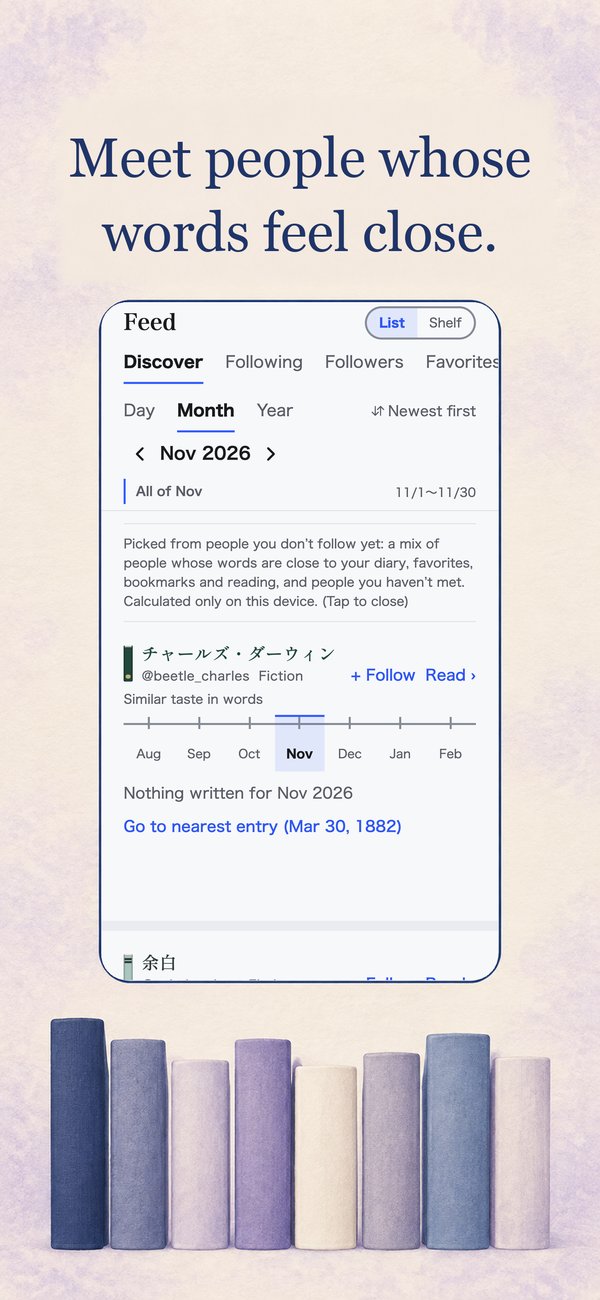 Meet people whose
words feel close.
Feed
List Shelf
Discover Following Followers Favorites
Day Month Year ↓↑ Newest first
‹ Nov 2026 ›
All of Nov 11/1〜11/30
Picked from people you don’t follow yet: a mix of
people whose words are close to your diary, favorites,
bookmarks and reading, and people you haven’t met.
Calculated only on this device. (Tap to close)
チャールズ・ダーウィン
@beetle_charles Fiction + Follow Read ›
Similar taste in words
Aug Sep Oct Nov Dec Jan Feb
Nothing written for Nov 2026
Go to nearest entry (Mar 30, 1882)
余白